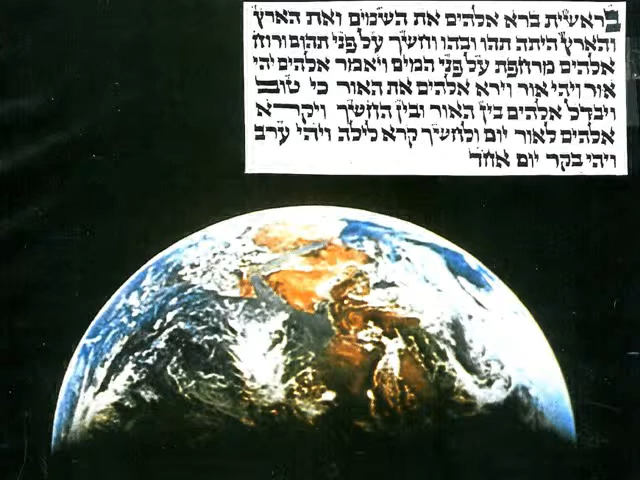 בראשית ברא אלהים את השמים ואת הארץ
והארץ היתה תהו ובהו וחשך על פני תהום ורוח
אלהים מרחפת על פני המים ויאמר אלהים יהי
אור ויהי אור וירא אלהים את האור כי טוב
ויבדל אלהים בין האור ובין החשך ויקרא
אלהים לאור יום ולחשך קרא לילה ויהי ערב
ויהי בקר יום אחד